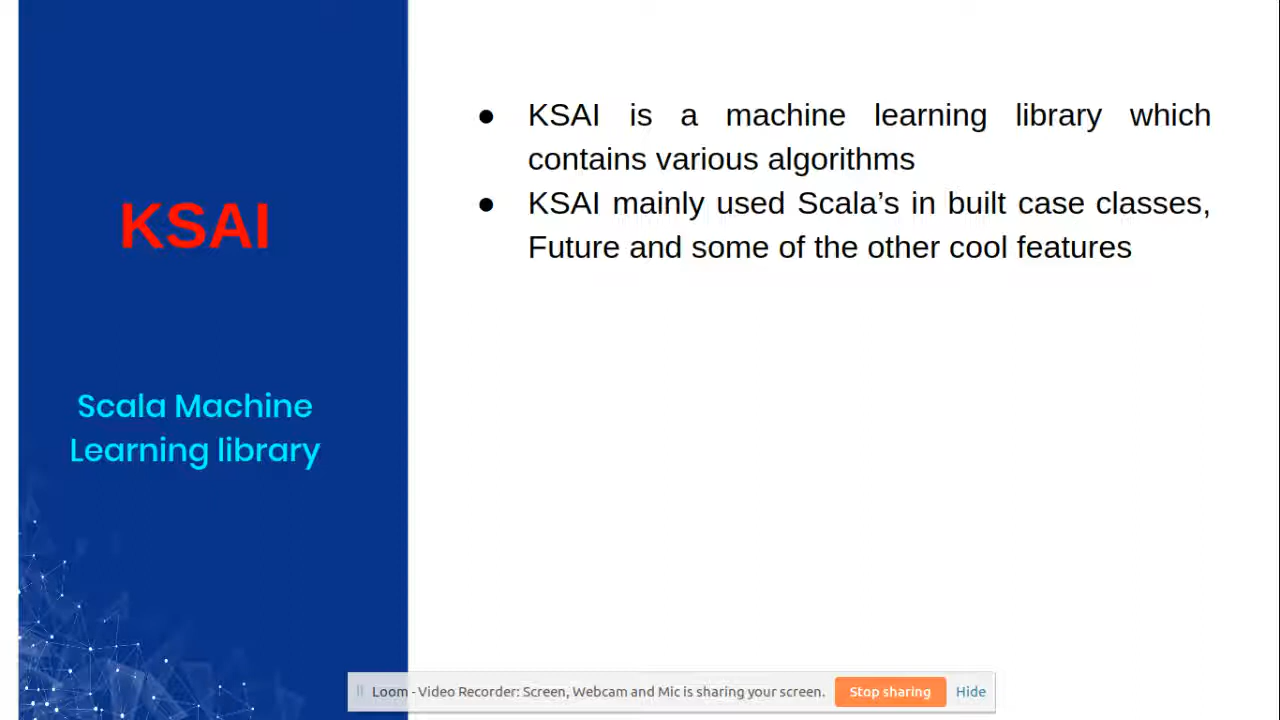 KSAI
Scala Machine
Learning library
● KSAI is a machine learning library which
contains various algorithms
● KSAI mainly used Scala’s in built case classes,
Future and some of the other cool features
Loom - Video Recorder: Screen, Webcam and Mic is sharing your screen. Stop sharing Hide